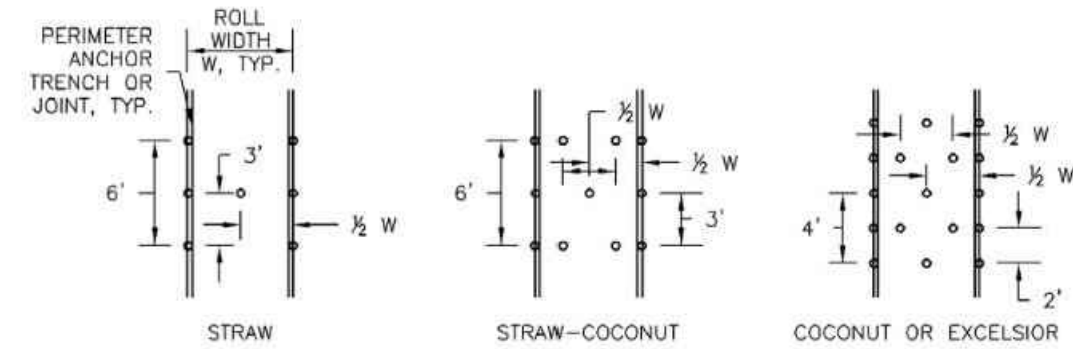 PERIMETER
ANCHOR
TRENCH OR
JOINT, TYP.
ROLL
WIDTH
W, TYP.
6'
3'
½ W
STRAW
½ W
6'
½ W
3'
STRAW-COCONUT
½ W
½ W
4'
2'
COCONUT OR EXCELSIOR